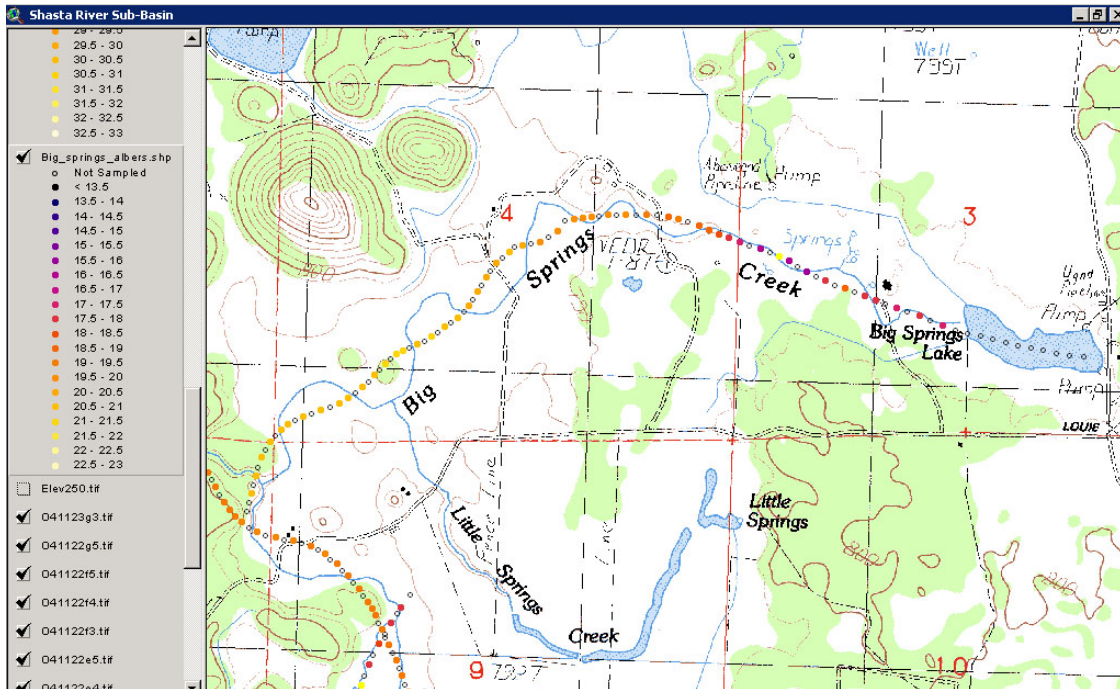 Shasta River Sub-Basin
29.5 - 30
30 - 30.5
30.5 - 31
31 - 31.5
31.5 - 32
32 - 32.5
32.5 - 33
Big_springs_albers.shp
Not Sampled
< 13.5
13.5 - 14
14 - 14.5
14.5 - 15
15 - 15.5
15.5 - 16
16 - 16.5
16.5 - 17
17 - 17.5
17.5 - 18
18 - 18.5
18.5 - 19
19 - 19.5
19.5 - 20
20 - 20.5
20.5 - 21
21 - 21.5
21.5 - 22
22 - 22.5
22.5 - 23
Elev250.tif
041123g3.tif
041122g5.tif
041122f5.tif
041122f4.tif
041122f3.tif
041122e5.tif
041122e4.tif
Well
4
3
Pump
Springs
Springs
Creek
Big Springs
Lake
Big
LOUIE
Little
Springs
Creek
Little
Springs
800
9
10